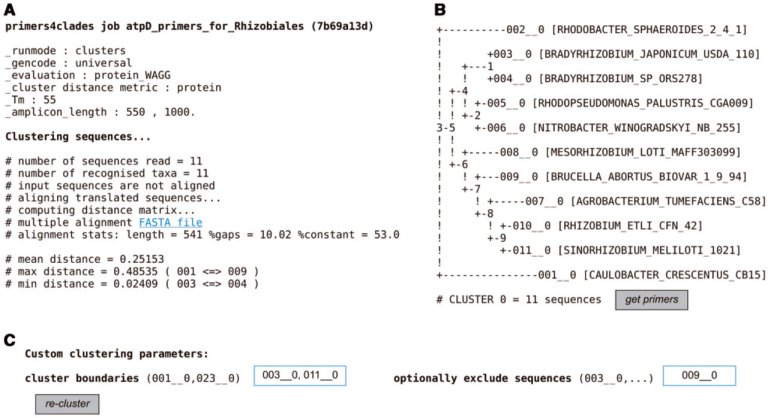 A
primers4clades job atpD_primers_for_Rhizobiales (7b69a13d)
_runmode : clusters
_gencode : universal
_evaluation : protein_WAGG
_cluster distance metric : protein
_Tm : 55
_amplicon_length : 550 , 1000.
Clustering sequences...
# number of sequences read = 11
# number of recognised taxa = 11
# input sequences are not aligned
# aligning translated sequences...
# computing distance matrix...
# multiple alignment FASTA file
# alignment stats: length = 541 %gaps = 10.02 %constant = 53.0
# mean distance = 0.25153
# max distance = 0.48535 ( 001 <=> 009 )
# min distance = 0.02409 ( 003 <=> 004 )
B
+----------002__0 [RHODOBACTER_SPHAEROIDES_2_4_1]
!
!       +003__0 [BRADYRHIZOBIUM_JAPONICUM_USDA_110]
!   +---1
!   !   +004__0 [BRADYRHIZOBIUM_SP_ORS278]
! +-4
! ! ! +-005__0 [RHODOPSEUDOMONAS_PALUSTRIS_CGA009]
! ! +-2
3-5   +-006__0 [NITROBACTER_WINOGRADSKYI_NB_255]
! !
! ! +-----008__0 [MESORHIZOBIUM_LOTI_MAFF303099]
! +-6
!   ! +---009__0 [BRUCELLA_ABORTUS_BIOVAR_1_9_94]
!   +-7
!     ! +-----007__0 [AGROBACTERIUM_TUMEFACIENS_C58]
!     +-8
!       ! +-010__0 [RHIZOBIUM_ETLI_CFN_42]
!       +-9
!         +-011__0 [SINORHIZOBIUM_MELILOTI_1021]
!
+---------------001__0 [CAULOBACTER_CRESCENTUS_CB15]
# CLUSTER 0 = 11 sequences get primers
C
Custom clustering parameters:
cluster boundaries (001__0,023__0) 003__0, 011__0 optionally exclude sequences (003__0,...) 009__0
re-cluster